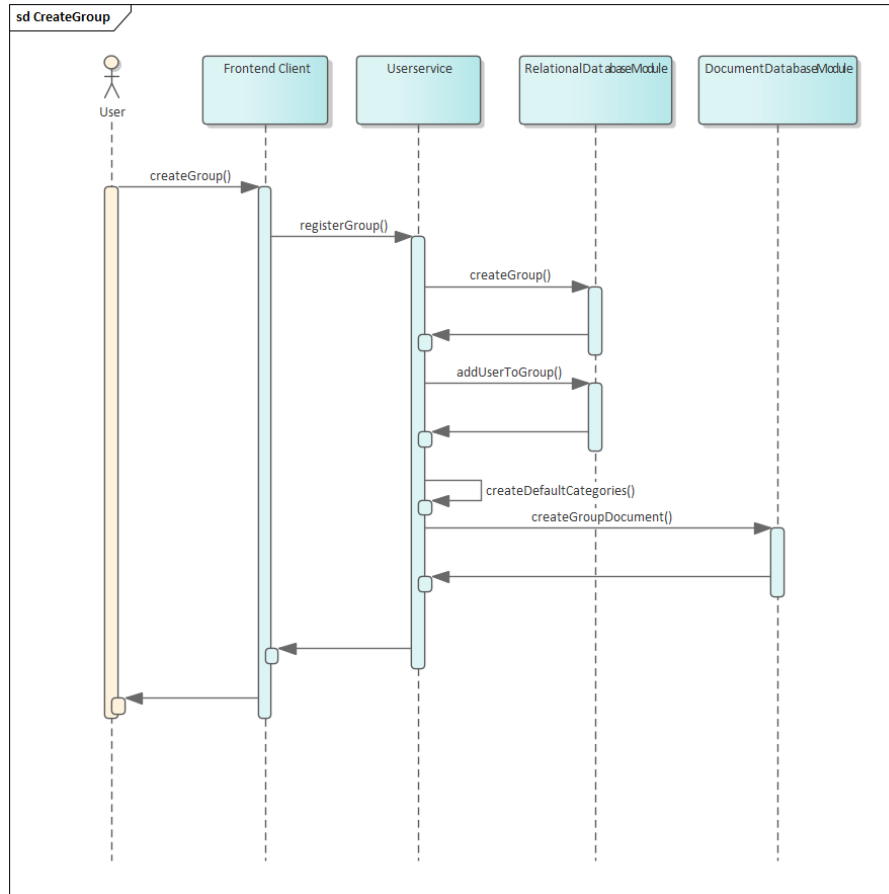 sd CreateGroup
Frontend Client
Userservice
RelationalDatabaseModule
DocumentDatabaseModule
User
createGroup()
registerGroup()
createGroup()
addUserToGroup()
createDefaultCategories()
createGroupDocument()